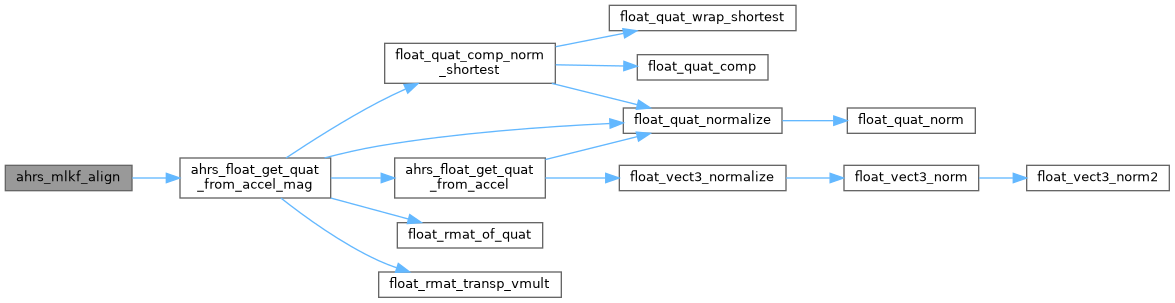 ahrs_mlkf_align
ahrs_float_get_quat
_from_accel_mag
float_quat_comp_norm
_shortest
float_quat_wrap_shortest
float_quat_comp
float_quat_normalize
float_quat_norm
ahrs_float_get_quat
_from_accel
float_vect3_normalize
float_vect3_norm
float_vect3_norm2
float_rmat_of_quat
float_rmat_transp_vmult